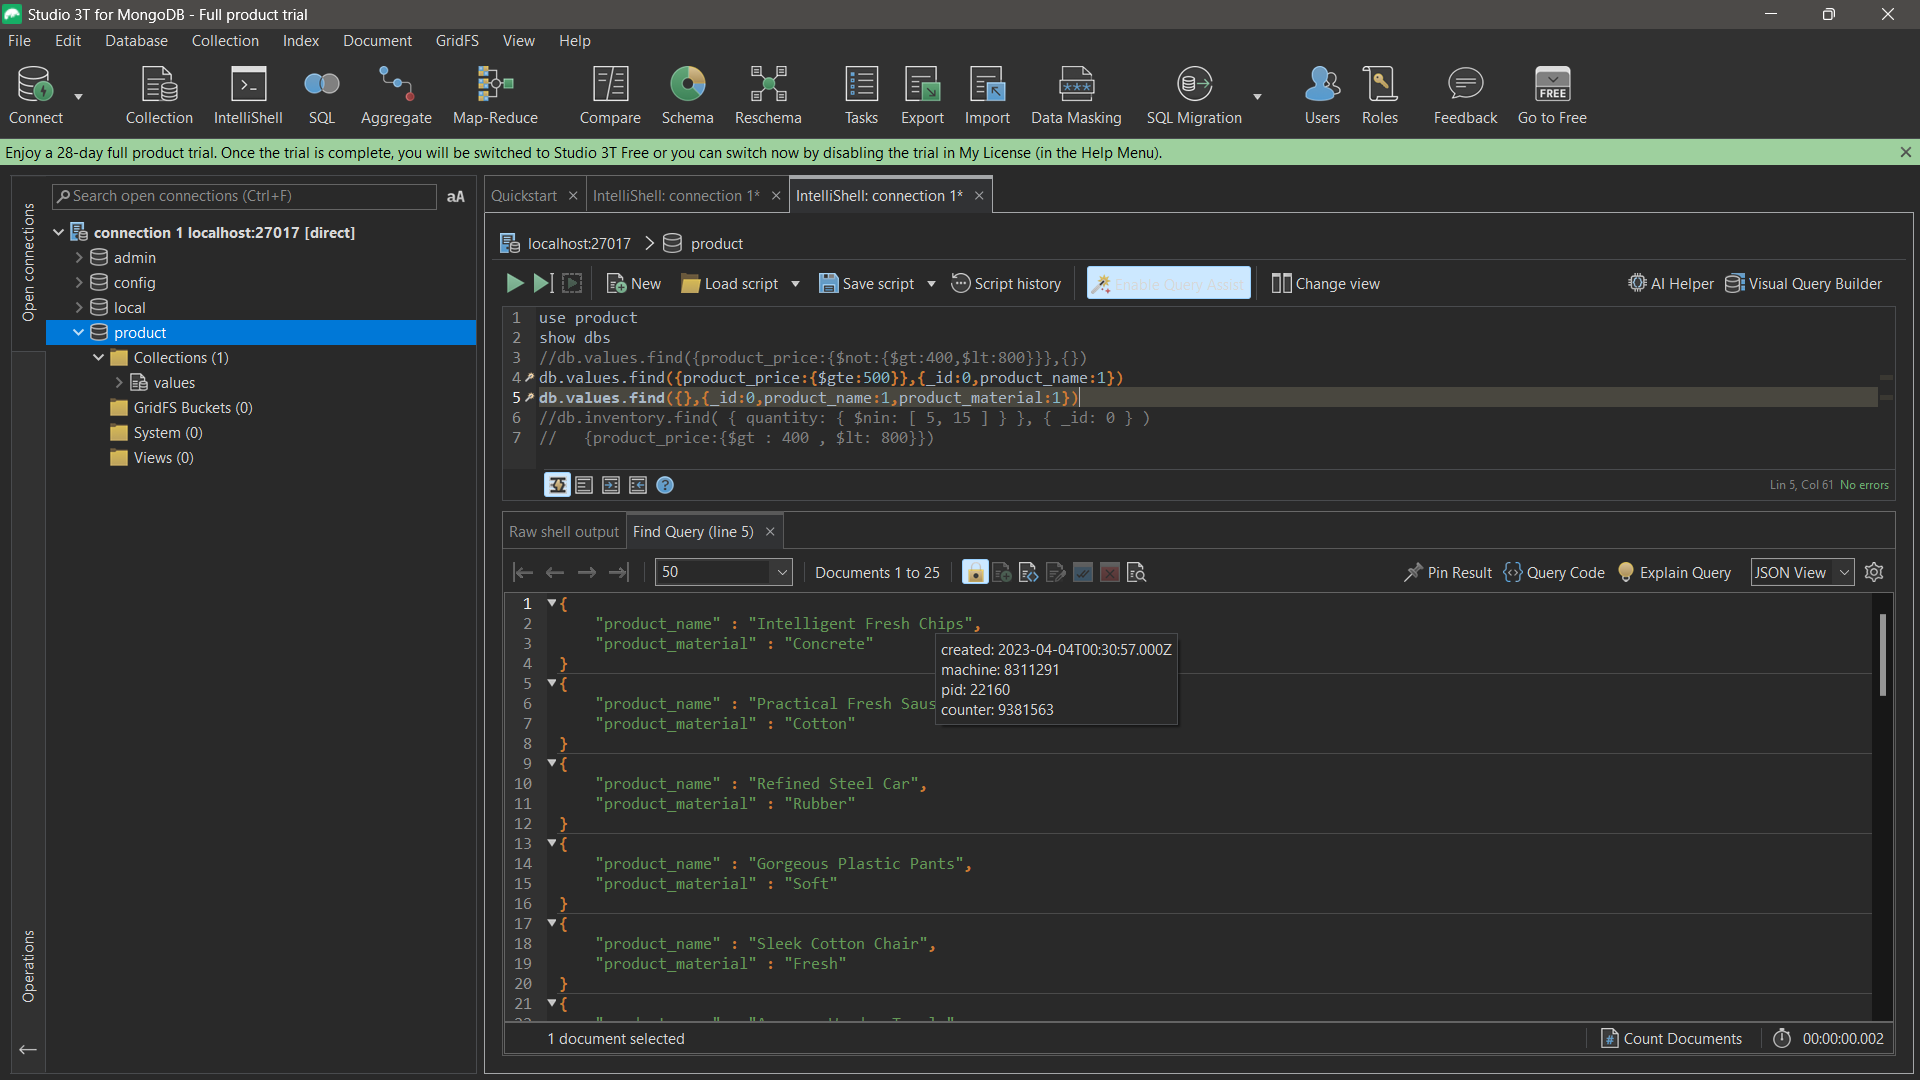 Studio 3T for MongoDB - Full product trial
File Edit Database Collection Index Document GridFS View Help
Connect Collection IntelliShell SQL Aggregate Map-Reduce Compare Schema Reschema Tasks Export Import Data Masking SQL Migration Users Roles Feedback FREE Go to Free
Enjoy a 28-day full product trial. Once the trial is complete, you will be switched to Studio 3T Free or you can switch now by disabling the trial in My License (in the Help Menu).
Open connections
Operations
Search open connections (Ctrl+F) aA
connection 1 localhost:27017 [direct]
admin
config
local
product
Collections (1)
values
GridFS Buckets (0)
System (0)
Views (0)
Quickstart IntelliShell: connection 1* IntelliShell: connection 1*
localhost:27017 product
New Load script Save script Script history Enable Query Assist Change view AI Helper Visual Query Builder
1 use product
2 show dbs
3 //db.values.find({product_price:{$not:{$gt:400,$lt:800}}},{})
4 db.values.find({product_price:{$gte:500}},{_id:0,product_name:1})
5 db.values.find({},{_id:0,product_name:1,product_material:1})
6 //db.inventory.find( { quantity: { $nin: [ 5, 15 ] } }, { _id: 0 } )
7 // {product_price:{$gt : 400 , $lt: 800}})
Lin 5, Col 61 No errors
Raw shell output Find Query (line 5)
50 Documents 1 to 25 Pin Result Query Code Explain Query JSON View
1 {
2 "product_name" : "Intelligent Fresh Chips",
3 "product_material" : "Concrete"
4 }
5 {
6 "product_name" : "Practical Fresh Saus
7 "product_material" : "Cotton"
8 }
9 {
10 "product_name" : "Refined Steel Car",
11 "product_material" : "Rubber"
12 }
13 {
14 "product_name" : "Gorgeous Plastic Pants",
15 "product_material" : "Soft"
16 }
17 {
18 "product_name" : "Sleek Cotton Chair",
19 "product_material" : "Fresh"
20 }
21 {
created: 2023-04-04T00:30:57.000Z
machine: 8311291
pid: 22160
counter: 9381563
1 document selected Count Documents 00:00:00.002